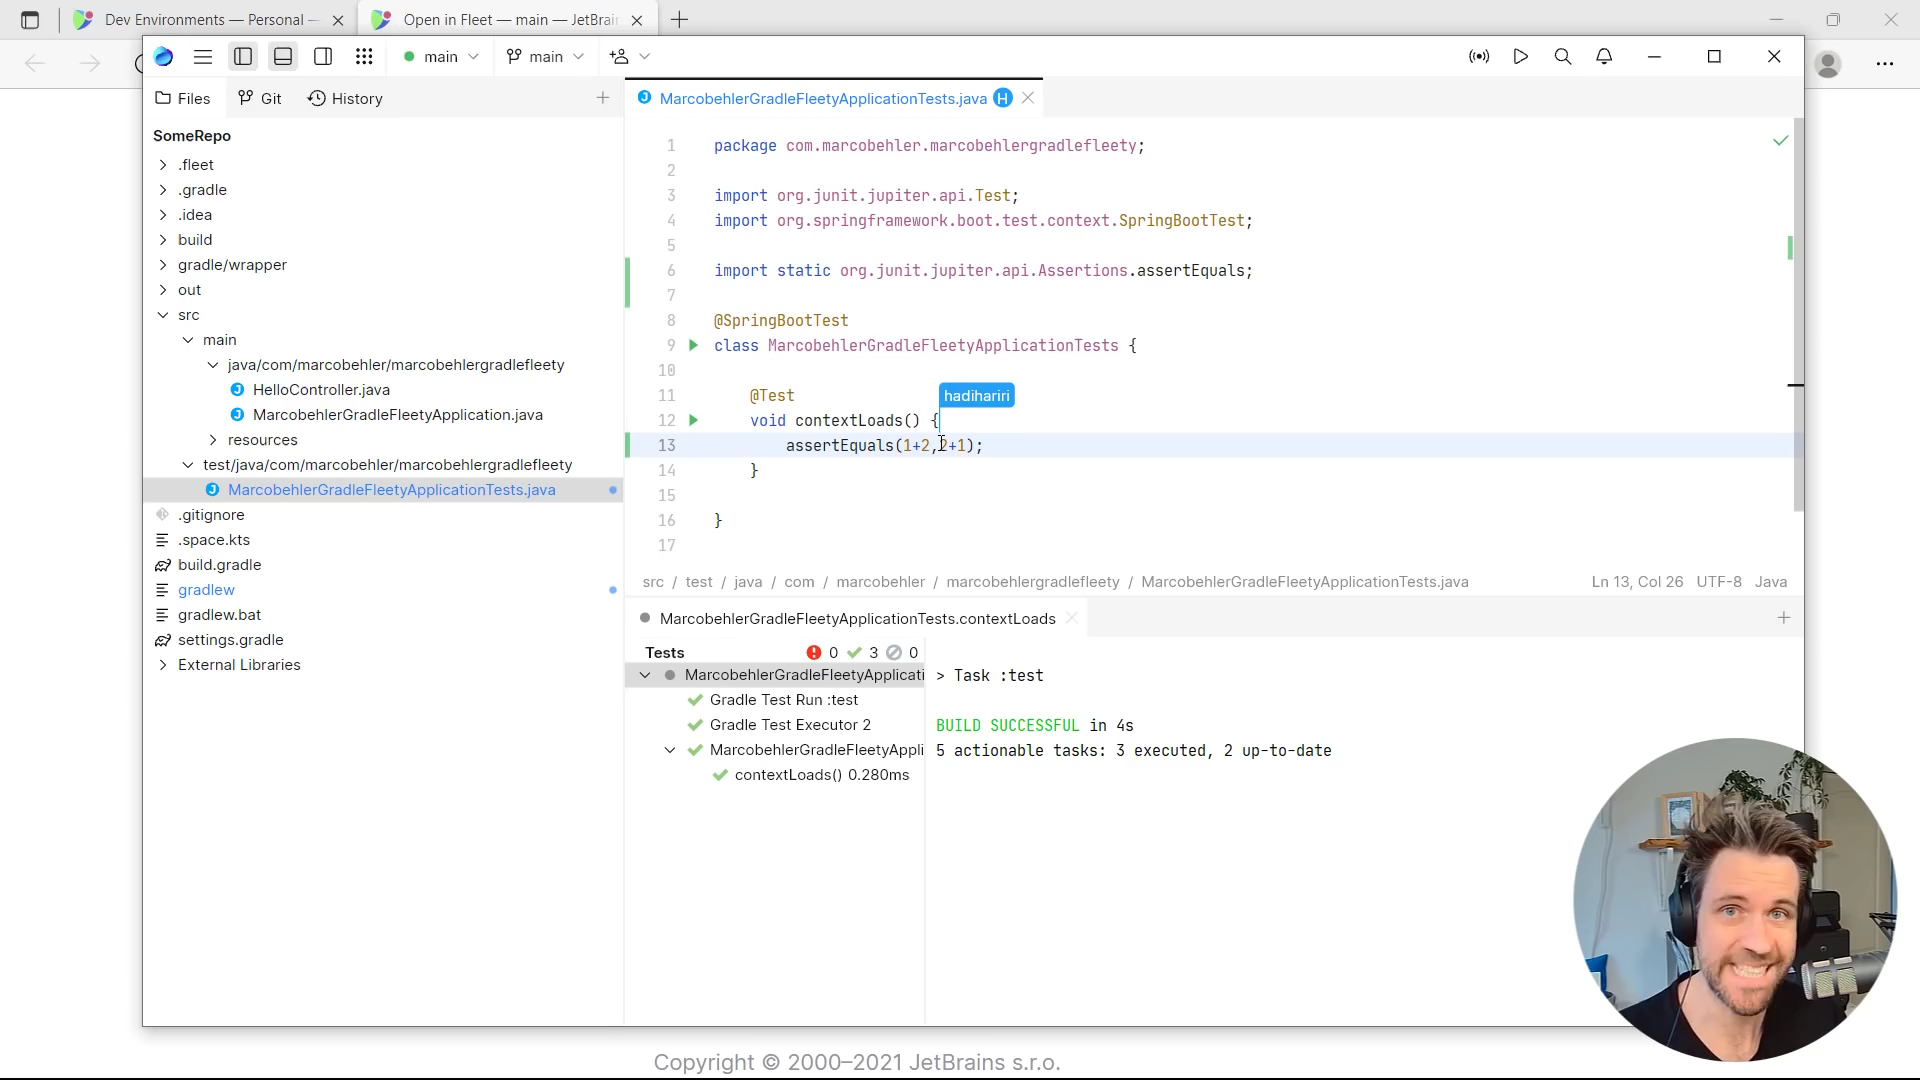 Dev Environments — Personal –
Open in Fleet — main — JetBrain
main
main
Files
Git
History
MarcobehlerGradleFleetyApplicationTests.java H
SomeRepo
.fleet
.gradle
.idea
build
gradle/wrapper
out
src
main
java/com/marcobehler/marcobehlergradlefleety
HelloController.java
MarcobehlerGradleFleetyApplication.java
resources
test/java/com/marcobehler/marcobehlergradlefleety
MarcobehlerGradleFleetyApplicationTests.java
.gitignore
.space.kts
build.gradle
gradlew
gradlew.bat
settings.gradle
External Libraries
1 package com.marcobehler.marcobehlergradlefleety;
2
3 import org.junit.jupiter.api.Test;
4 import org.springframework.boot.test.context.SpringBootTest;
5
6 import static org.junit.jupiter.api.Assertions.assertEquals;
7
8 @SpringBootTest
9 class MarcobehlerGradleFleetyApplicationTests {
10
11 @Test
hadihariri
12 void contextLoads() {
13 assertEquals(1+2,2+1);
14 }
15
16 }
17
src / test / java / com / marcobehler / marcobehlergradlefleety / MarcobehlerGradleFleetyApplicationTests.java
Ln 13, Col 26 UTF-8 Java
MarcobehlerGradleFleetyApplicationTests.contextLoads
Tests 0 3 0
MarcobehlerGradleFleetyApplicati
Gradle Test Run :test
Gradle Test Executor 2
MarcobehlerGradleFleetyAppli
contextLoads() 0.280ms
> Task :test
BUILD SUCCESSFUL in 4s
5 actionable tasks: 3 executed, 2 up-to-date
Copyright © 2000–2021 JetBrains s.r.o.